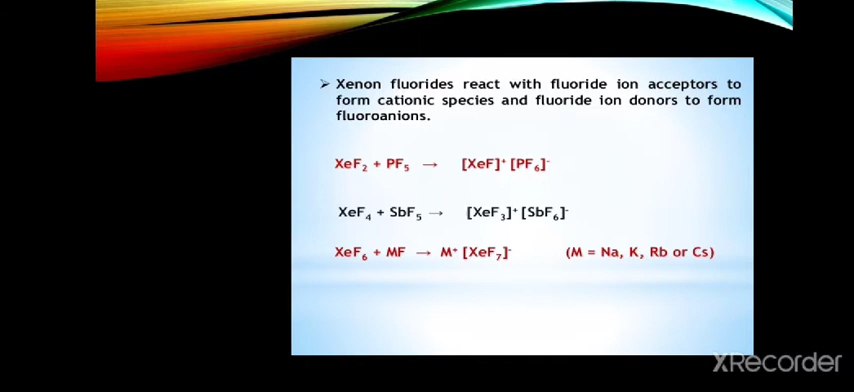 ➢ Xenon fluorides react with fluoride ion acceptors to
form cationic species and fluoride ion donors to form
fluoroanions.
XeF₂ + PF₅ → [XeF]⁺ [PF₆]⁻
XeF₄ + SbF₅ → [XeF₃]⁺ [SbF₆]⁻
XeF₆ + MF → M⁺ [XeF₇]⁻ (M = Na, K, Rb or Cs)
XRecorder